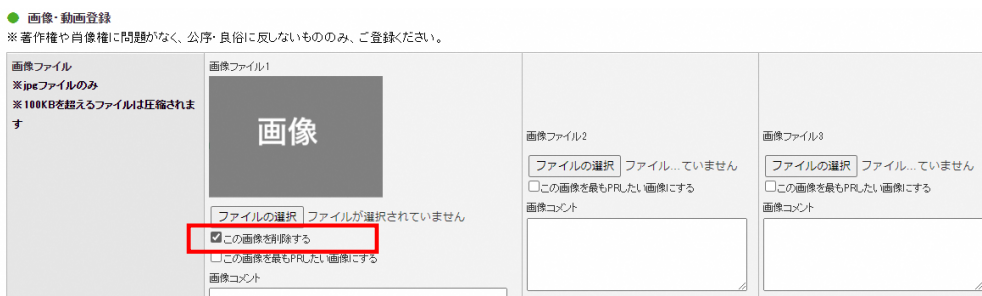 ● 画像・動画登録
※著作権や肖像権に問題がなく、公序・良俗に反しないもののみ、ご登録ください。
画像ファイル
※jpgファイルのみ
※100KBを超えるファイルは圧縮されま
す
画像ファイル1
画像
ファイルの選択 ファイルが選択されていません
この画像を削除する
この画像を最もPRしたい画像にする
画像コメント
画像ファイル2
ファイルの選択 ファイル...ていません
この画像を最もPRしたい画像にする
画像コメント
画像ファイル3
ファイルの選択 ファイル...ていません
この画像を最もPRしたい画像にする
画像コメント